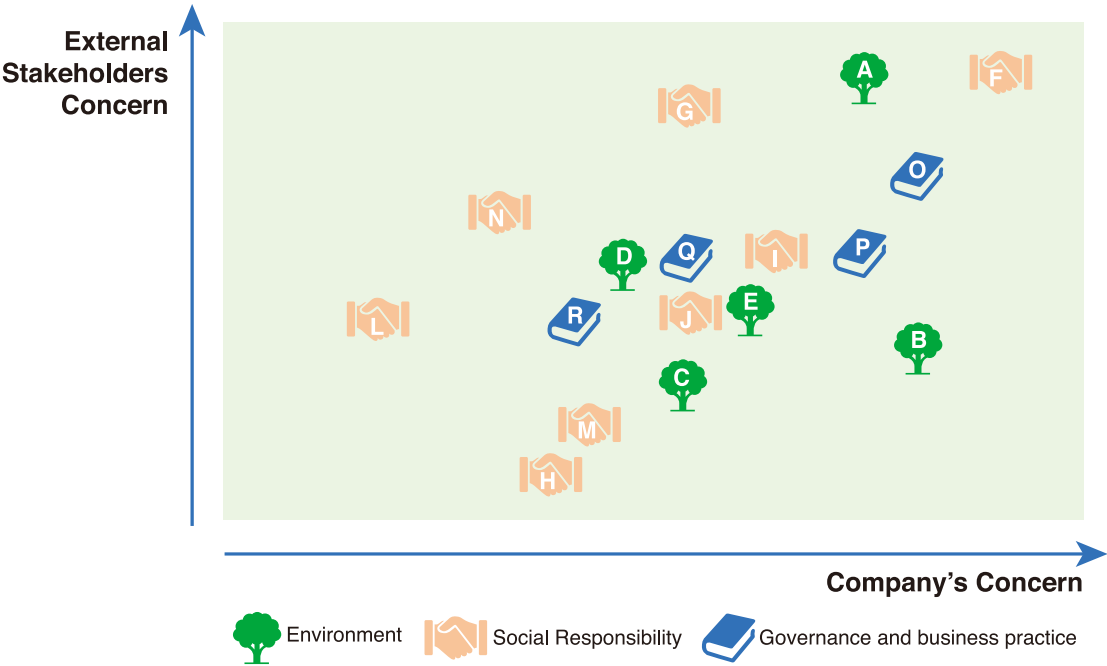 External
Stakeholders
Concern
A
F
G
O
N
D
Q
I
P
L
R
J
E
B
C
M
H
Company's Concern
Environment
Social Responsibility
Governance and business practice